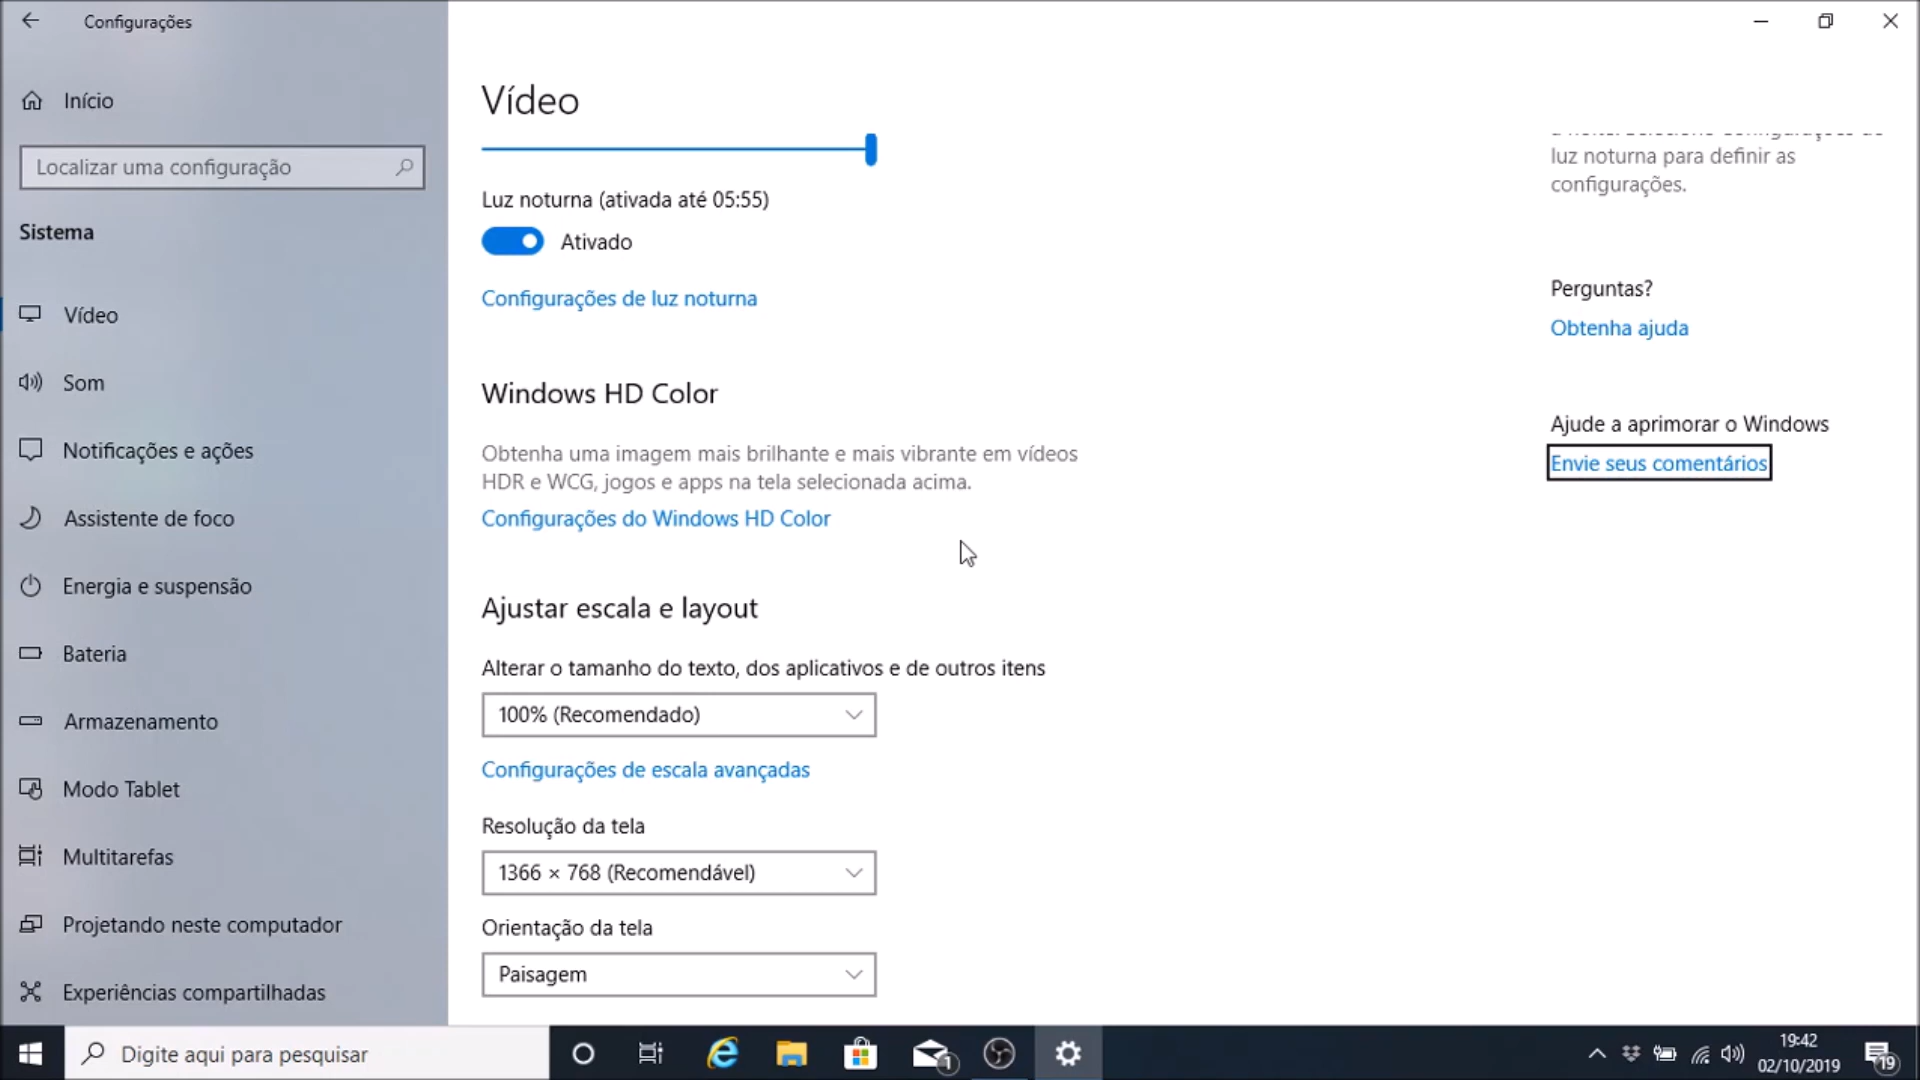 Configurações
Início
Localizar uma configuração
Sistema
Vídeo
Som
Notificações e ações
Assistente de foco
Energia e suspensão
Bateria
Armazenamento
Modo Tablet
Multitarefas
Projetando neste computador
Experiências compartilhadas
Vídeo
Luz noturna (ativada até 05:55)
Ativado
Configurações de luz noturna
Windows HD Color
Obtenha uma imagem mais brilhante e mais vibrante em vídeos
HDR e WCG, jogos e apps na tela selecionada acima.
Configurações do Windows HD Color
Ajustar escala e layout
Alterar o tamanho do texto, dos aplicativos e de outros itens
100% (Recomendado)
Configurações de escala avançadas
Resolução da tela
1366 × 768 (Recomendável)
Orientação da tela
Paisagem
luz noturna para definir as
configurações.
Perguntas?
Obtenha ajuda
Ajude a aprimorar o Windows
Envie seus comentários
Digite aqui para pesquisar
1
19:42
02/10/2019
19